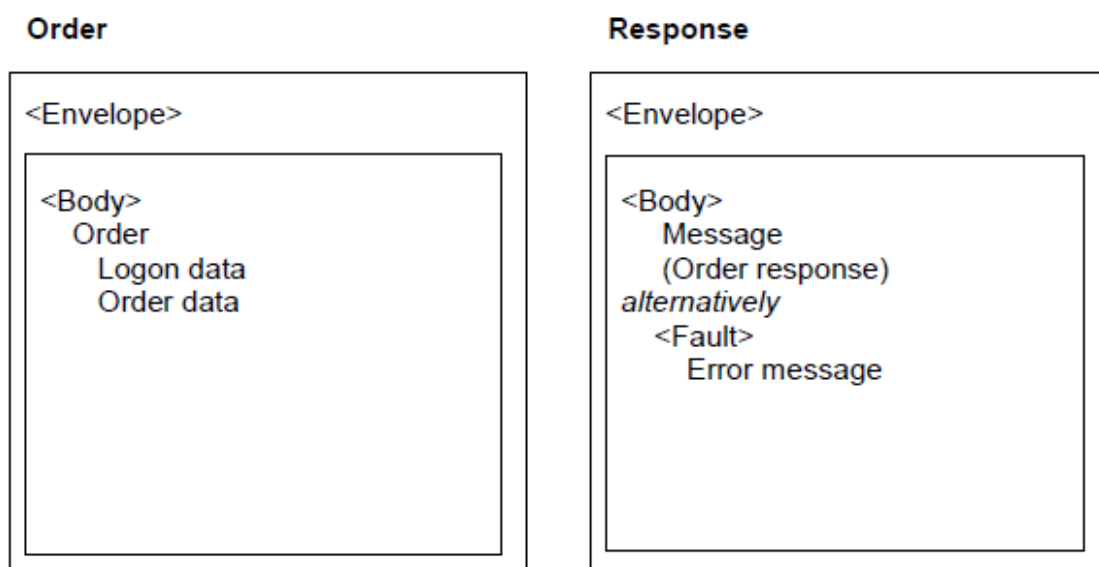 Order
<Envelope>
<Body>
Order
Logon data
Order data
Response
<Envelope>
<Body>
Message
(Order response)
alternatively
<Fault>
Error message